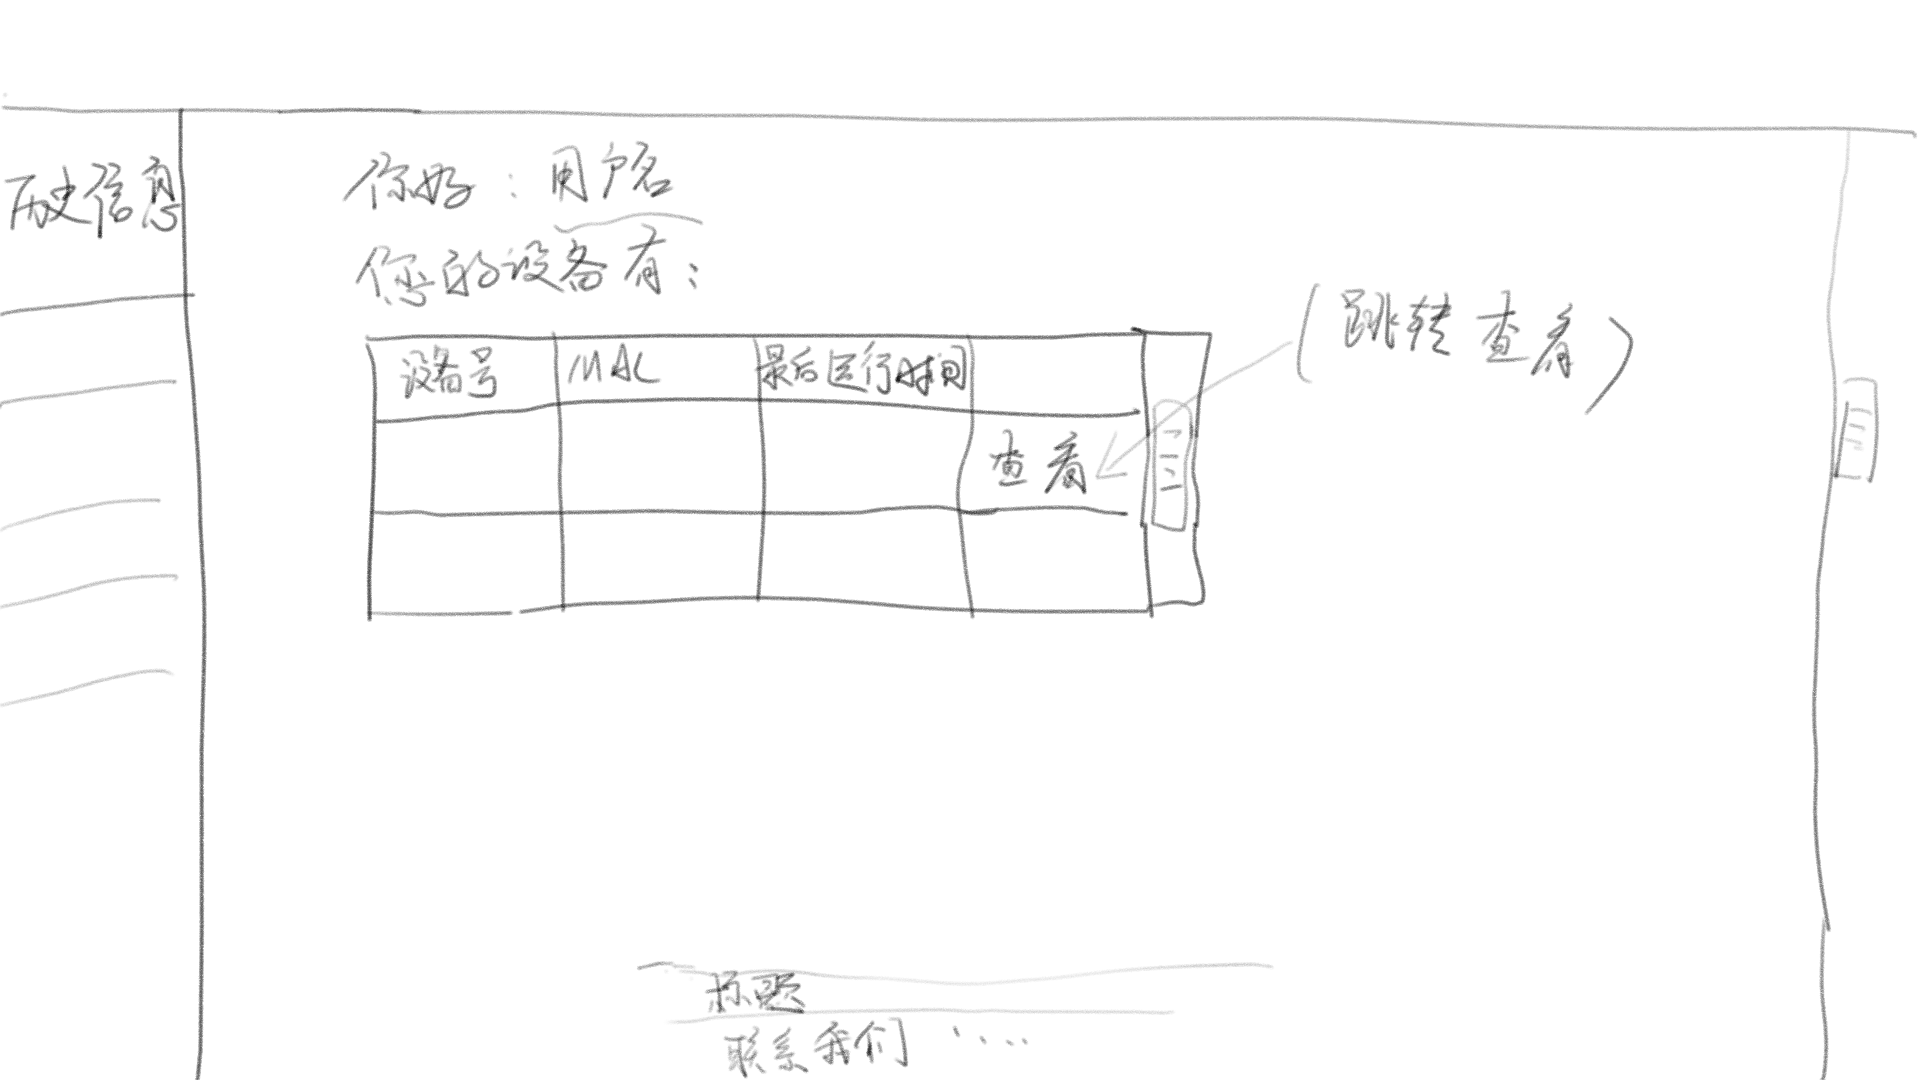 历史信息
你好：用户名
您的设备有：
设备号 MAC 最后运行时间
查看
（跳转查看）
标题
联系我们 ·····